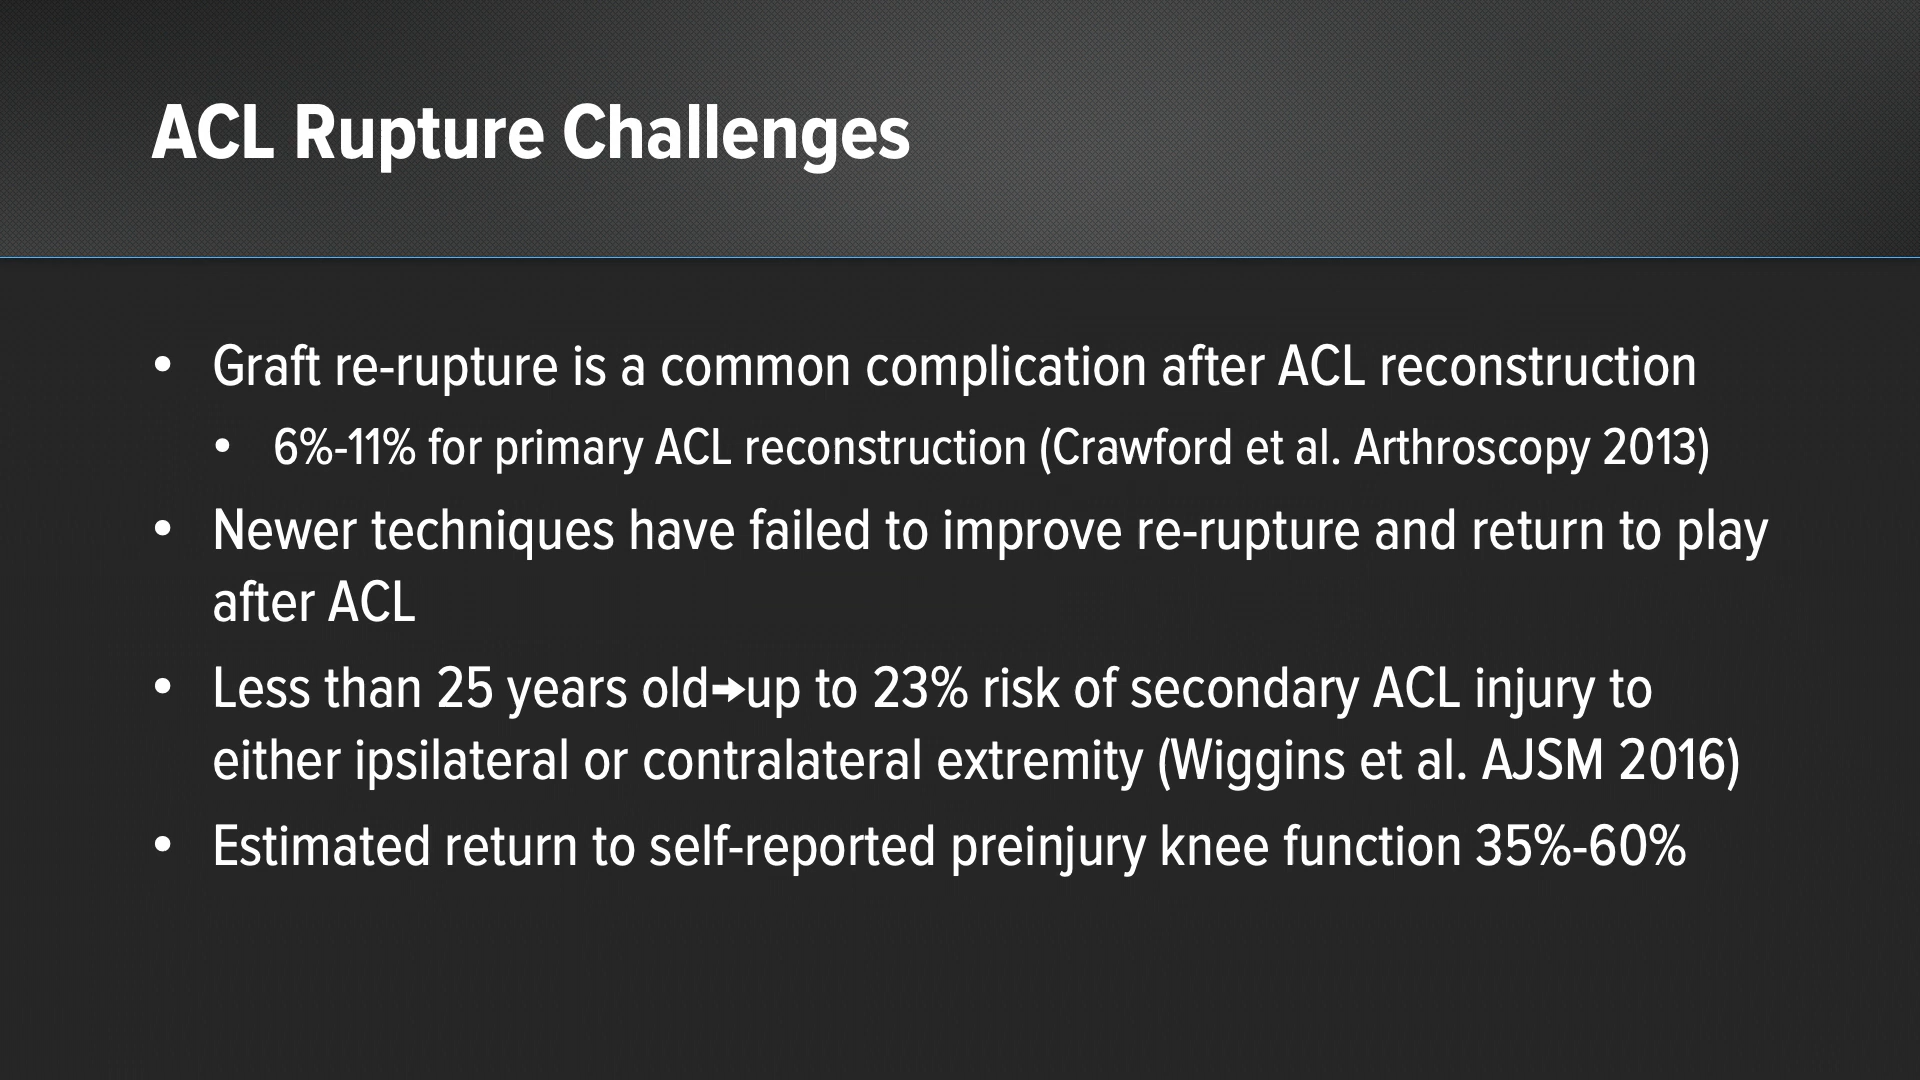 ACL Rupture Challenges
• Graft re-rupture is a common complication after ACL reconstruction
• 6%-11% for primary ACL reconstruction (Crawford et al. Arthroscopy 2013)
• Newer techniques have failed to improve re-rupture and return to play
after ACL
• Less than 25 years old➡up to 23% risk of secondary ACL injury to
either ipsilateral or contralateral extremity (Wiggins et al. AJSM 2016)
• Estimated return to self-reported preinjury knee function 35%-60%